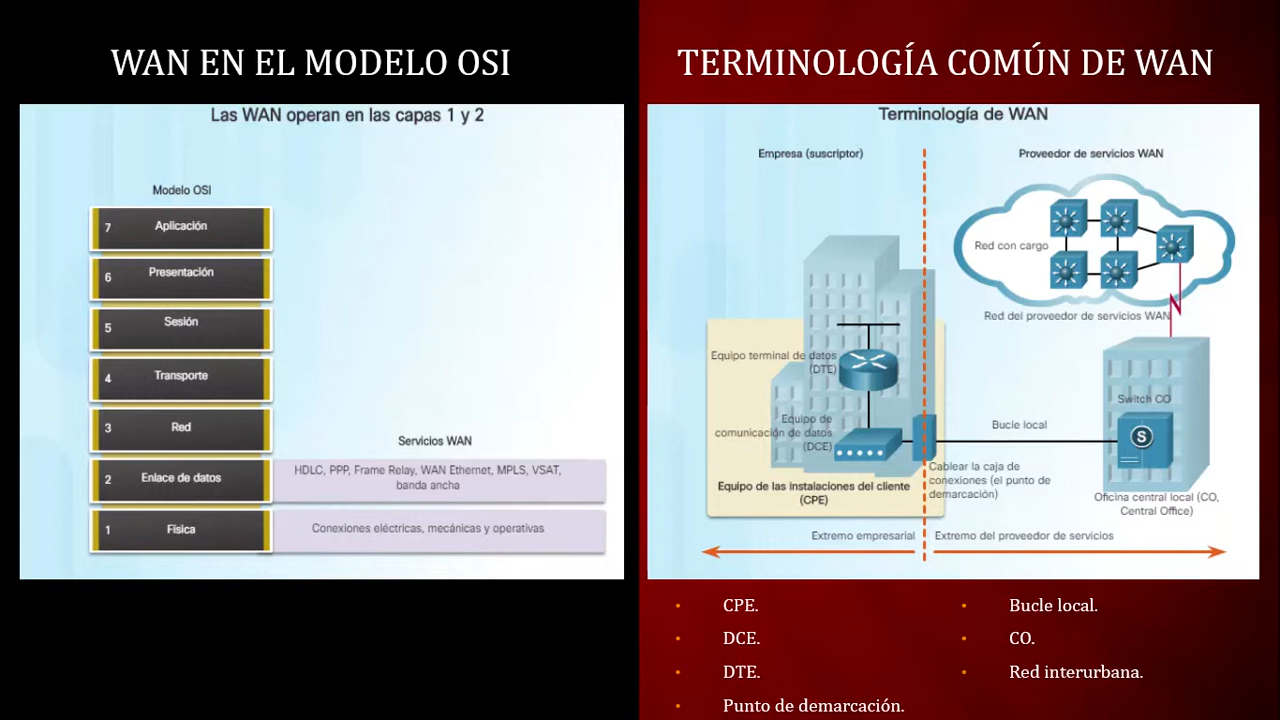 WAN EN EL MODELO OSI
Las WAN operan en las capas 1 y 2
Modelo OSI
7 Aplicación
6 Presentación
5 Sesión
4 Transporte
3 Red
Servicios WAN
2 Enlace de datos
HDLC, PPP, Frame Relay, WAN Ethernet, MPLS, VSAT,
banda ancha
1 Física
Conexiones eléctricas, mecánicas y operativas
TERMINOLOGÍA COMÚN DE WAN
Terminología de WAN
Empresa (suscriptor)
Proveedor de servicios WAN
Red con cargo
Red del proveedor de servicios WAN
Equipo terminal de datos
(DTE)
Equipo de
comunicación de datos
(DCE)
Equipo de las instalaciones del cliente
(CPE)
Bucle local
Switch CO
S
Cablear la caja de
conexiones (el punto de
demarcación)
Oficina central local (CO,
Central Office)
Extremo empresarial
Extremo del proveedor de servicios
• CPE.
• DCE.
• DTE.
• Punto de demarcación.
• Bucle local.
• CO.
• Red interurbana.